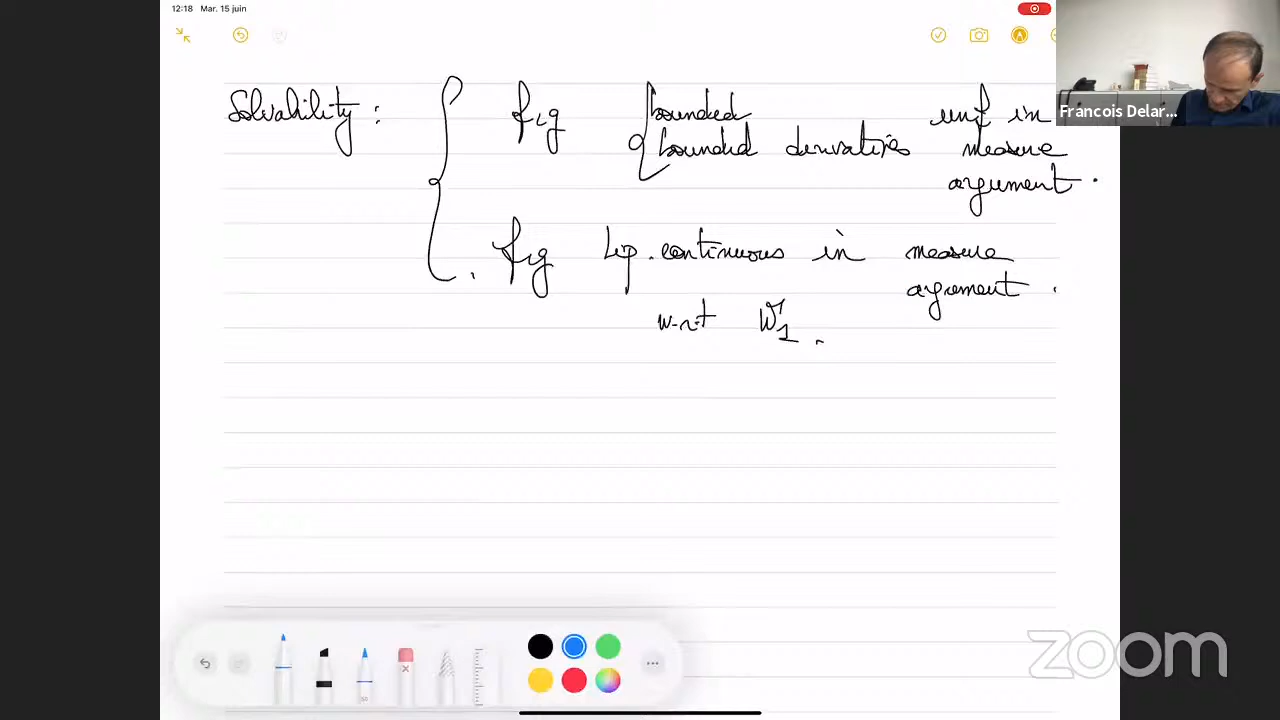 12:18 Mar. 15 juin
Solvability : f, g bounded unif in
bounded derivatives measure
argument.
Francois Delar...
. f, g Lip. continuous in measure
argument.
w.r.t W1.
zoom